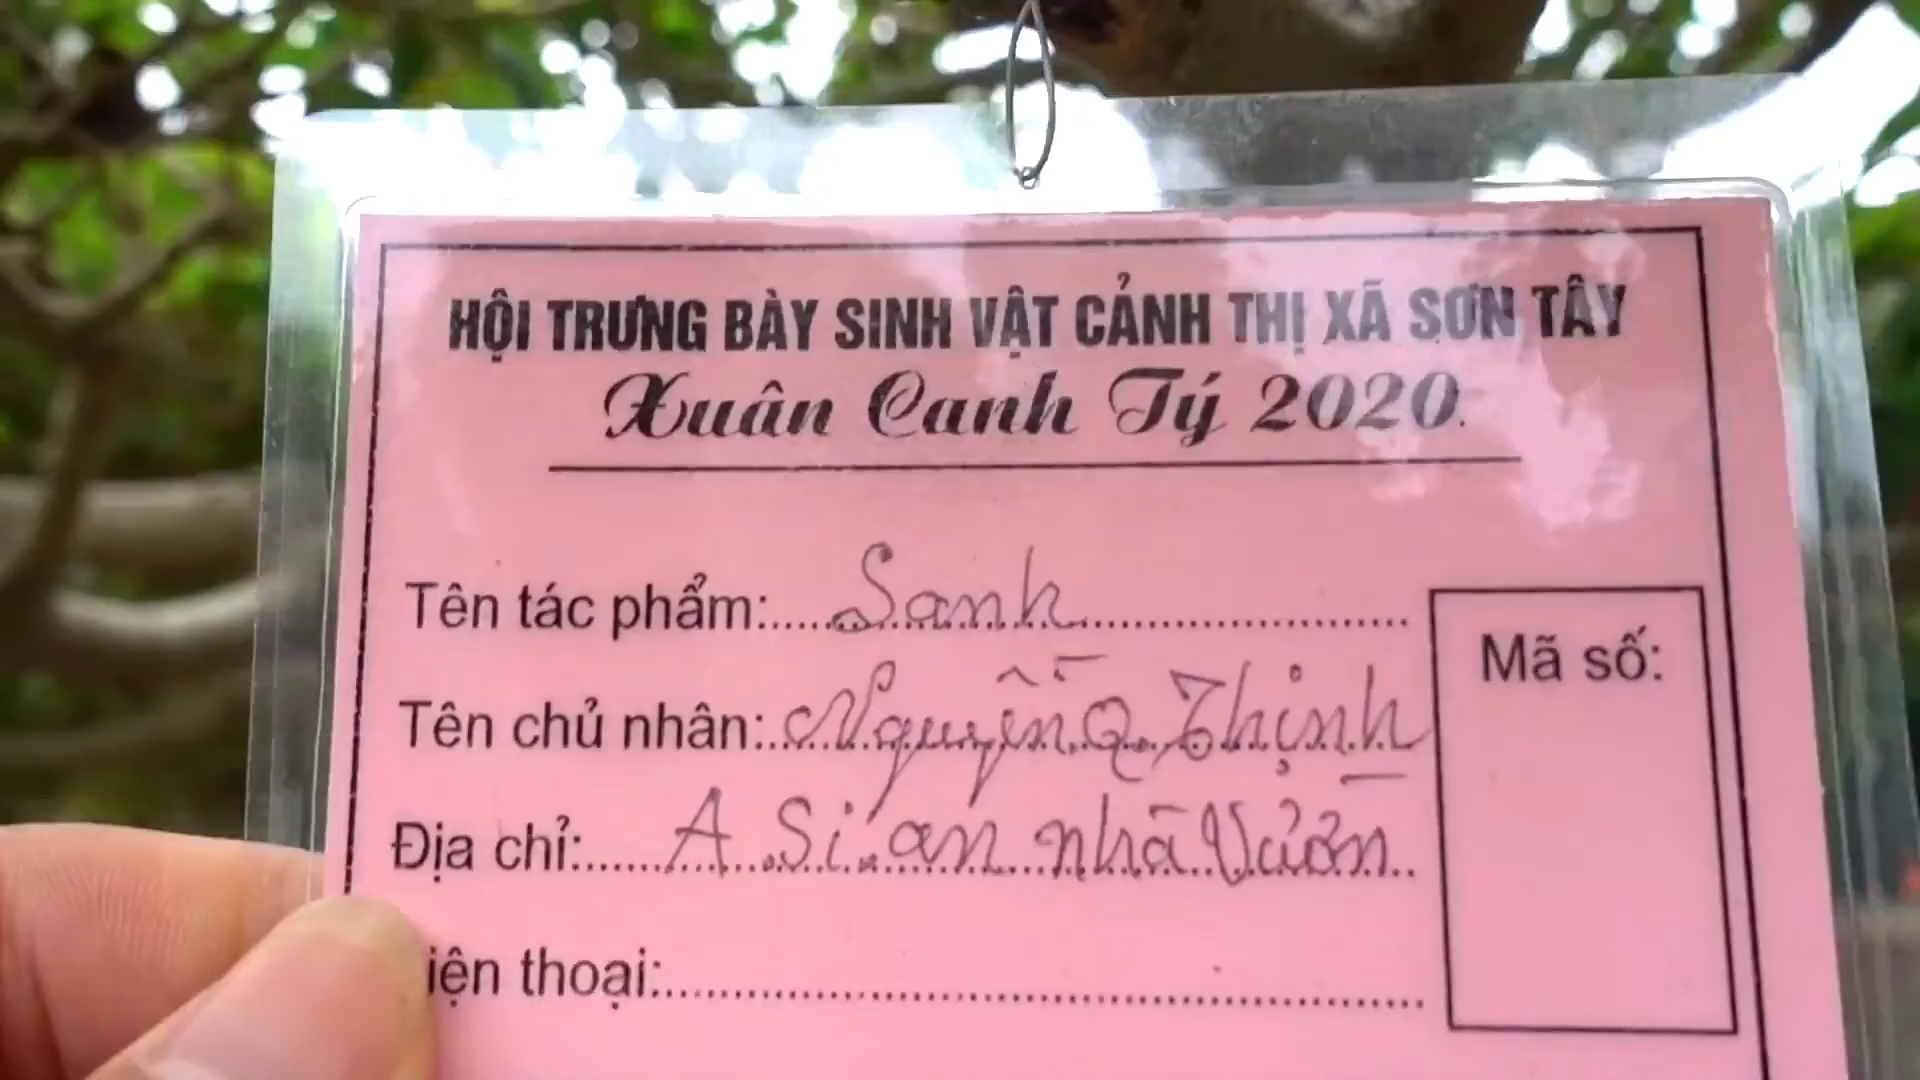 HỘI TRƯNG BÀY SINH VẬT CẢNH THỊ XÃ SƠN TÂY
Xuân Canh Tý 2020.
Tên tác phẩm:....Sanh....
Tên chủ nhân:..Nguyễn Q. Thịnh
Mã số:
Địa chỉ:.....A.Si.an nhà Vườn..
iện thoại:....